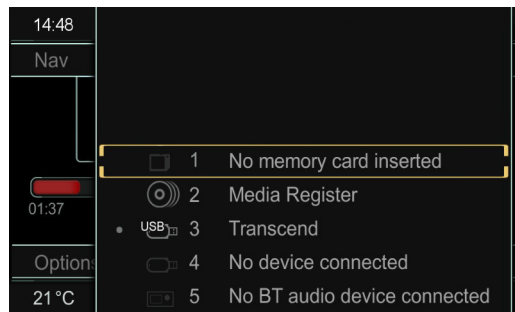 14:48
Nav
1 No memory card inserted
2 Media Register
01:37
USB 3 Transcend
Options
4 No device connected
21 °C
5 No BT audio device connected